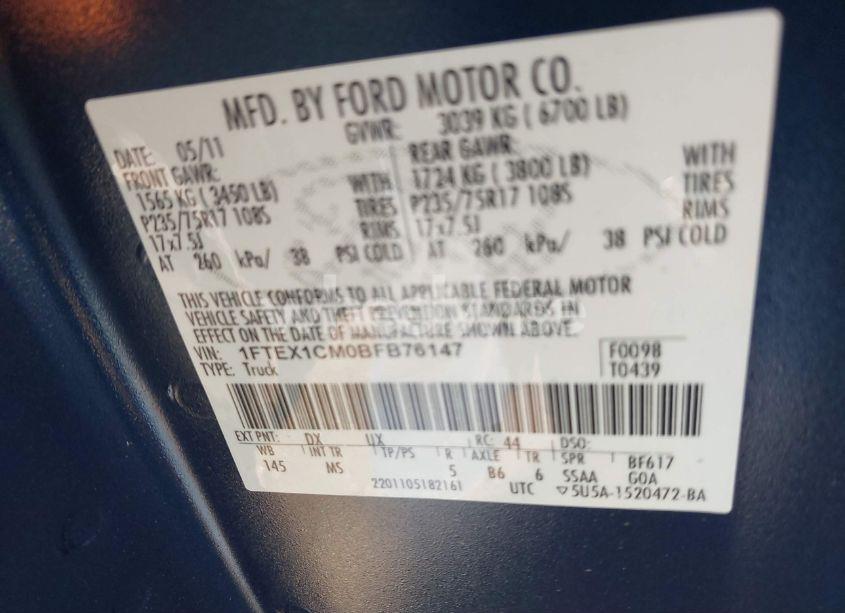 MFD. BY FORD MOTOR CO.
DATE: 05/11 GVWR: 3039 KG ( 6700 LB)
FRONT GAWR: REAR GAWR:
1565 KG ( 3450 LB) WITH 1724 KG ( 3800 LB) WITH
P235/75R17 108S TIRES P235/75R17 108S TIRES
17x7.5J RIMS 17x7.5J RIMS
AT 260 kPa/ 38 PSI COLD AT 260 kPa/ 38 PSI COLD
THIS VEHICLE CONFORMS TO ALL APPLICABLE FEDERAL MOTOR
VEHICLE SAFETY AND THEFT PREVENTION STANDARDS IN
EFFECT ON THE DATE OF MANUFACTURE SHOWN ABOVE.
VIN: 1FTEX1CM0BFB76147 F0098
TYPE: Truck T0439
EXT PNT: DX UX RC: 44 DSO:
WB INT TR TP/PS R AXLE TR SPR BF617
145 MS 5 B6 6 SSAA GOA
2201105182161 UTC ▽5U5A-1520472-BA